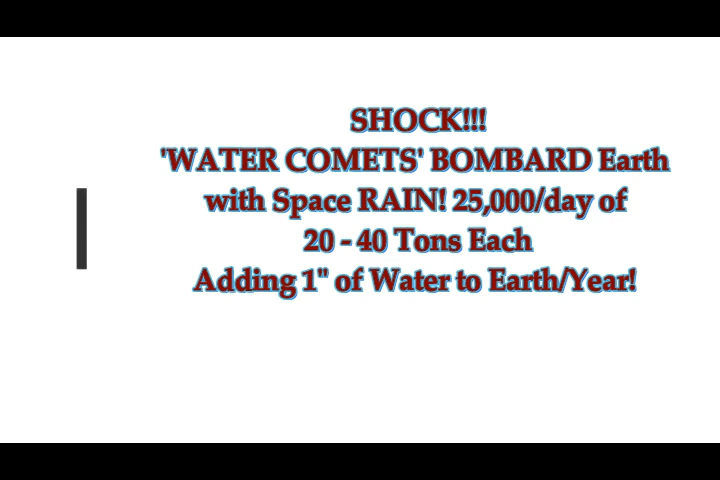 SHOCK!!!
'WATER COMETS' BOMBARD Earth
with Space RAIN! 25,000/day of
20 - 40 Tons Each
Adding 1" of Water to Earth/Year!